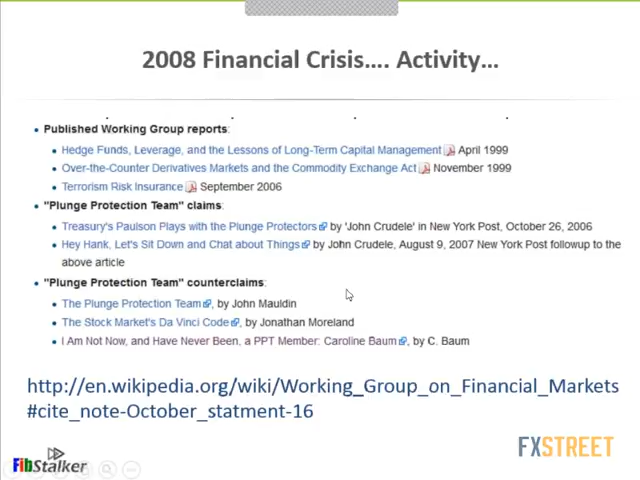 2008 Financial Crisis.... Activity...
Published Working Group reports:
Hedge Funds, Leverage, and the Lessons of Long-Term Capital Management April 1999
Over-the-Counter Derivatives Markets and the Commodity Exchange Act November 1999
Terrorism Risk Insurance September 2006
"Plunge Protection Team" claims:
Treasury's Paulson Plays with the Plunge Protectors by 'John Crudele' in New York Post, October 26, 2006
Hey Hank, Let's Sit Down and Chat about Things by John Crudele, August 9, 2007 New York Post followup to the
above article
"Plunge Protection Team" counterclaims:
The Plunge Protection Team, by John Mauldin
The Stock Market's Da Vinci Code, by Jonathan Moreland
I Am Not Now, and Have Never Been, a PPT Member: Caroline Baum, by C. Baum
http://en.wikipedia.org/wiki/Working_Group_on_Financial_Markets
#cite_note-October_statment-16
FXSTREET
FibStalker